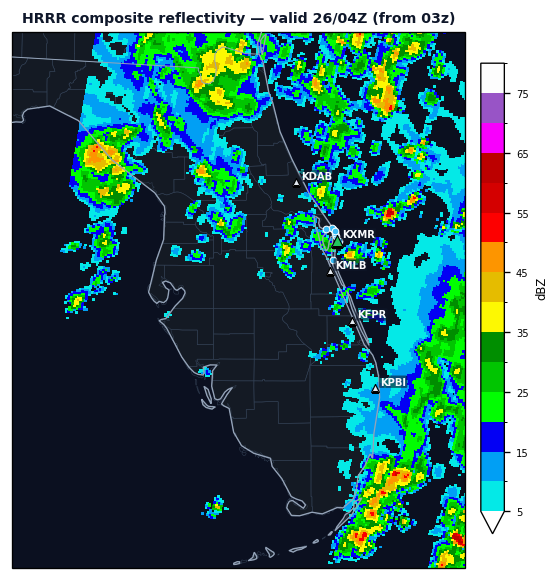 HRRR composite reflectivity — valid 26/04Z (from 03z)
KDAB
KXMR
KMLB
KFPR
KPBI
75
65
55
45
35
25
15
5
dBZ